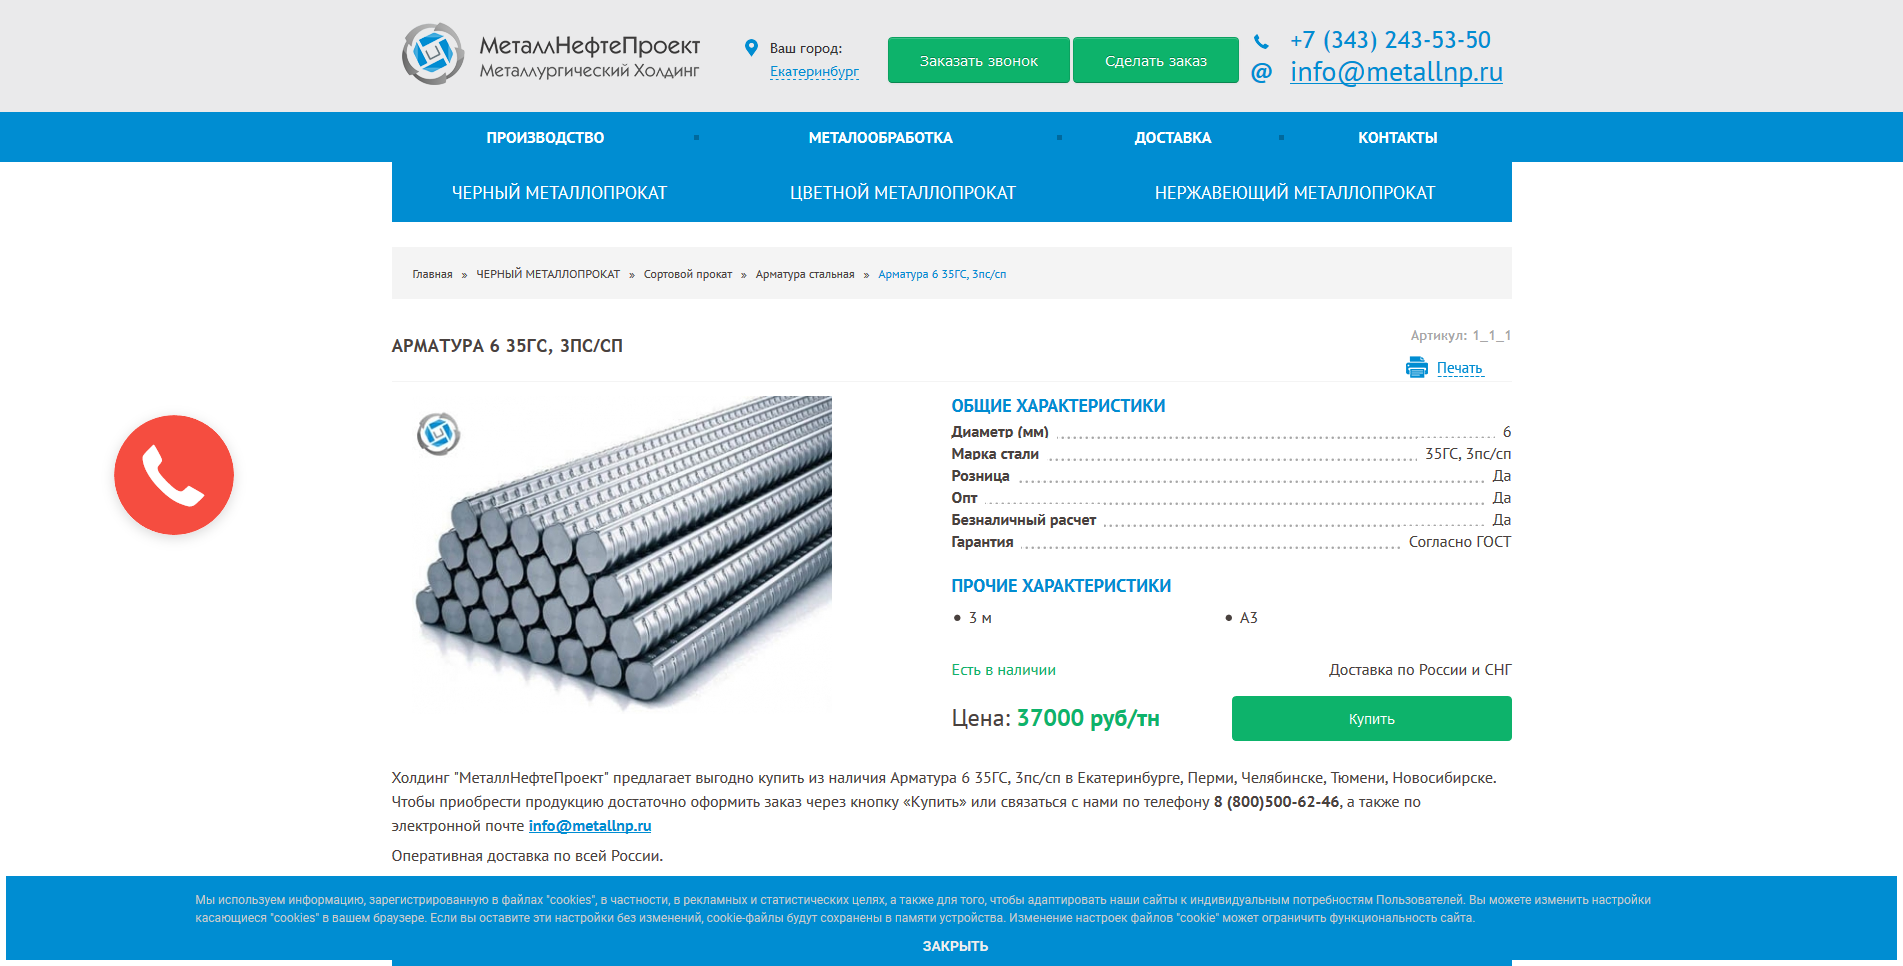 МеталлНефтеПроект
Металлургический Холдинг
Ваш город:
Екатеринбург
Заказать звонок
Сделать заказ
+7 (343) 243-53-50
@ info@metallnp.ru
ПРОИЗВОДСТВО
МЕТАЛООБРАБОТКА
ДОСТАВКА
КОНТАКТЫ
ЧЕРНЫЙ МЕТАЛЛОПРОКАТ
ЦВЕТНОЙ МЕТАЛЛОПРОКАТ
НЕРЖАВЕЮЩИЙ МЕТАЛЛОПРОКАТ
Главная » ЧЕРНЫЙ МЕТАЛЛОПРОКАТ » Сортовой прокат » Арматура стальная » Арматура 6 35ГС, 3пс/сп
АРМАТУРА 6 35ГС, 3ПС/СП
Артикул: 1_1_1
Печать
ОБЩИЕ ХАРАКТЕРИСТИКИ
Диаметр (мм) 6
Марка стали 35ГС, 3пс/сп
Розница Да
Опт Да
Безналичный расчет Да
Гарантия Согласно ГОСТ
ПРОЧИЕ ХАРАКТЕРИСТИКИ
• 3 м
• А3
Есть в наличии
Доставка по России и СНГ
Цена: 37000 руб/тн
Купить
Холдинг "МеталлНефтеПроект" предлагает выгодно купить из наличия Арматура 6 35ГС, 3пс/сп в Екатеринбурге, Перми, Челябинске, Тюмени, Новосибирске.
Чтобы приобрести продукцию достаточно оформить заказ через кнопку «Купить» или связаться с нами по телефону 8 (800)500-62-46, а также по
электронной почте info@metallnp.ru
Оперативная доставка по всей России.
Мы используем информацию, зарегистрированную в файлах "cookies", в частности, в рекламных и статистических целях, а также для того, чтобы адаптировать наши сайты к индивидуальным потребностям Пользователей. Вы можете изменить настройки
касающиеся "cookies" в вашем браузере. Если вы оставите эти настройки без изменений, cookie-файлы будут сохранены в памяти устройства. Изменение настроек файлов "cookie" может ограничить функциональность сайта.
ЗАКРЫТЬ